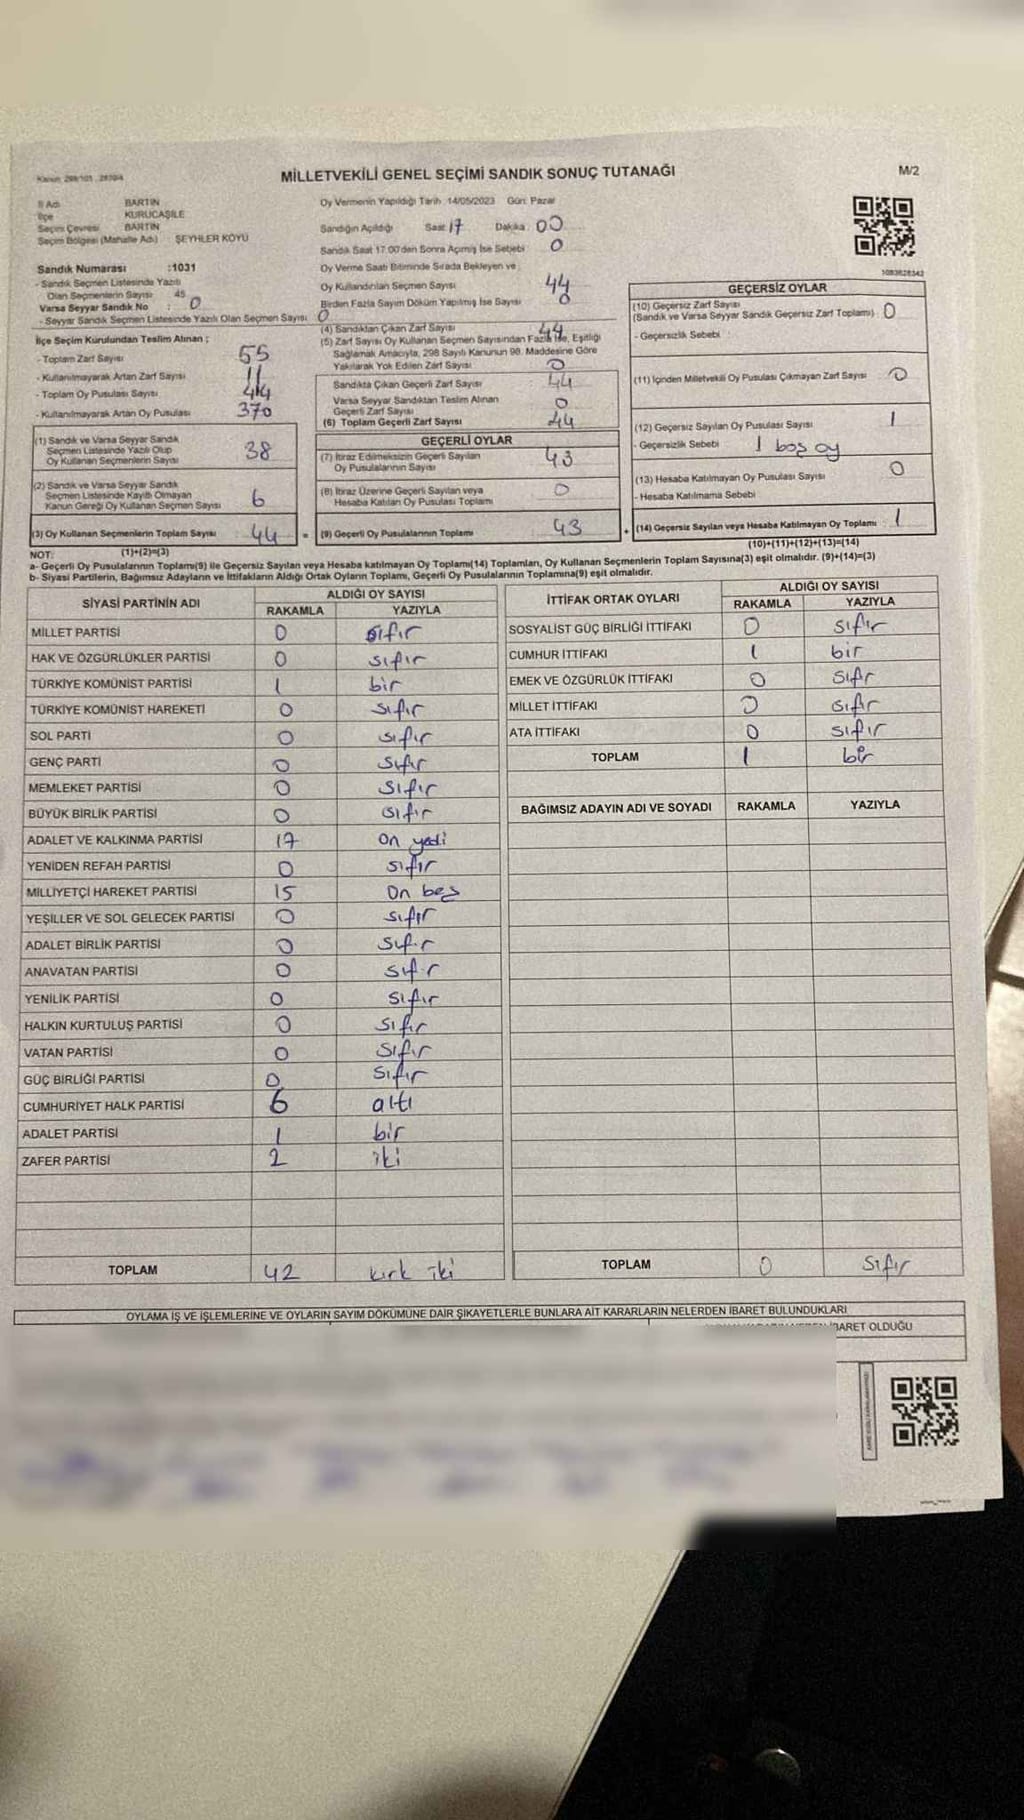 Kanun 298/101
MİLLETVEKİLİ GENEL SEÇİMİ SANDIK SONUÇ TUTANAĞI
M/2
İl Adı BARTIN
İlçe KURUCAŞİLE
Seçim Çevresi BARTIN
Seçim Bölgesi (Mahalle Adı) ŞEYHLER KÖYÜ
Sandık Numarası :1031
- Sandık Seçmen Listesinde Yazılı
Olan Seçmenlerin Sayısı 45
Varsa Seyyar Sandık No : 0
- Seyyar Sandık Seçmen Listesinde Yazılı Olan Seçmen Sayısı 0
İlçe Seçim Kurulundan Teslim Alınan ;
- Toplam Zarf Sayısı 55
- Kullanılmayarak Artan Zarf Sayısı 11
- Toplam Oy Pusulası Sayısı 414
- Kullanılmayarak Artan Oy Pusulası 370
(1) Sandık ve Varsa Seyyar Sandık
Seçmen Listesinde Yazılı Olup
Oy Kullanan Seçmenlerin Sayısı 38
(2) Sandık ve Varsa Seyyar Sandık
Seçmen Listesinde Kayıtlı Olmayan
Kanun Gereği Oy Kullanan Seçmen Sayısı 6
(3) Oy Kullanan Seçmenlerin Toplam Sayısı 44 =
(1)+(2)=(3)
Oy Vermenin Yapıldığı Tarih :14/05/2023 Gün: Pazar
Sandığın Açıldığı Saat 17 Dakika: 00
Sandık Saat 17:00'den Sonra Açılmış İse Sebebi 0
Oy Verme Saati Bitiminde Sırada Bekleyen ve
Oy Kullandırılan Seçmen Sayısı 44
Birden Fazla Sayım Döküm Yapılmış İse Sayısı 0
(4) Sandıktan Çıkan Zarf Sayısı 44
(5) Zarf Sayısı Oy Kullanan Seçmen Sayısından Fazla İse, Eşitliği
Sağlamak Amacıyla, 298 Sayılı Kanunun 98. Maddesine Göre
Yakılarak Yok Edilen Zarf Sayısı 0
Sandıkta Çıkan Geçerli Zarf Sayısı 44
Varsa Seyyar Sandıktan Teslim Alınan
Geçerli Zarf Sayısı 0
(6) Toplam Geçerli Zarf Sayısı 44
GEÇERLİ OYLAR
(7) İtiraz Edilmeksizin Geçerli Sayılan
Oy Pusulalarının Sayısı 43
(8) İtiraz Üzerine Geçerli Sayılan veya
Hesaba Katılan Oy Pusulası Toplamı 0
(9) Geçerli Oy Pusulalarının Toplamı 43 +
1083828342
GEÇERSİZ OYLAR
(10) Geçersiz Zarf Sayısı
(Sandık ve Varsa Seyyar Sandık Geçersiz Zarf Toplamı) 0
- Geçersizlik Sebebi :
(11) İçinden Milletvekili Oy Pusulası Çıkmayan Zarf Sayısı 0
(12) Geçersiz Sayılan Oy Pusulası Sayısı 1
- Geçersizlik Sebebi 1 boş oy
(13) Hesaba Katılmayan Oy Pusulası Sayısı 0
- Hesaba Katılmama Sebebi
(14) Geçersiz Sayılan veya Hesaba Katılmayan Oy Toplamı 1
(10)+(11)+(12)+(13)=(14)
NOT:
a- Geçerli Oy Pusulalarının Toplamı(9) ile Geçersiz Sayılan veya Hesaba katılmayan Oy Toplamı(14) Toplamları, Oy Kullanan Seçmenlerin Toplam Sayısına(3) eşit olmalıdır. (9)+(14)=(3)
b- Siyasi Partilerin, Bağımsız Adayların ve İttifakların Aldığı Ortak Oyların Toplamı, Geçerli Oy Pusulalarının Toplamına(9) eşit olmalıdır.
SİYASİ PARTİNİN ADI ALDIĞI OY SAYISI
RAKAMLA YAZIYLA
MİLLET PARTİSİ 0 sıfır
HAK VE ÖZGÜRLÜKLER PARTİSİ 0 sıfır
TÜRKİYE KOMÜNİST PARTİSİ 1 bir
TÜRKİYE KOMÜNİST HAREKETİ 0 sıfır
SOL PARTİ 0 sıfır
GENÇ PARTİ 0 sıfır
MEMLEKET PARTİSİ 0 sıfır
BÜYÜK BİRLİK PARTİSİ 0 sıfır
ADALET VE KALKINMA PARTİSİ 17 on yedi
YENİDEN REFAH PARTİSİ 0 sıfır
MİLLİYETÇİ HAREKET PARTİSİ 15 on beş
YEŞİLLER VE SOL GELECEK PARTİSİ 0 sıfır
ADALET BİRLİK PARTİSİ 0 sıfır
ANAVATAN PARTİSİ 0 sıfır
YENİLİK PARTİSİ 0 sıfır
HALKIN KURTULUŞ PARTİSİ 0 sıfır
VATAN PARTİSİ 0 sıfır
GÜÇ BİRLİĞİ PARTİSİ 0 sıfır
CUMHURİYET HALK PARTİSİ 6 altı
ADALET PARTİSİ 1 bir
ZAFER PARTİSİ 2 iki
TOPLAM 42 kırk iki
İTTİFAK ORTAK OYLARI ALDIĞI OY SAYISI
RAKAMLA YAZIYLA
SOSYALİST GÜÇ BİRLİĞİ İTTİFAKI 0 sıfır
CUMHUR İTTİFAKI 1 bir
EMEK VE ÖZGÜRLÜK İTTİFAKI 0 sıfır
MİLLET İTTİFAKI 0 sıfır
ATA İTTİFAKI 0 sıfır
TOPLAM 1 bir
BAĞIMSIZ ADAYIN ADI VE SOYADI RAKAMLA YAZIYLA
TOPLAM 0 sıfır
OYLAMA İŞ VE İŞLEMLERİNE VE OYLARIN SAYIM DÖKÜMÜNE DAİR ŞİKAYETLERLE BUNLARA AİT KARARLARIN NELERDEN İBARET BULUNDUKLARI
İBARET OLDUĞU